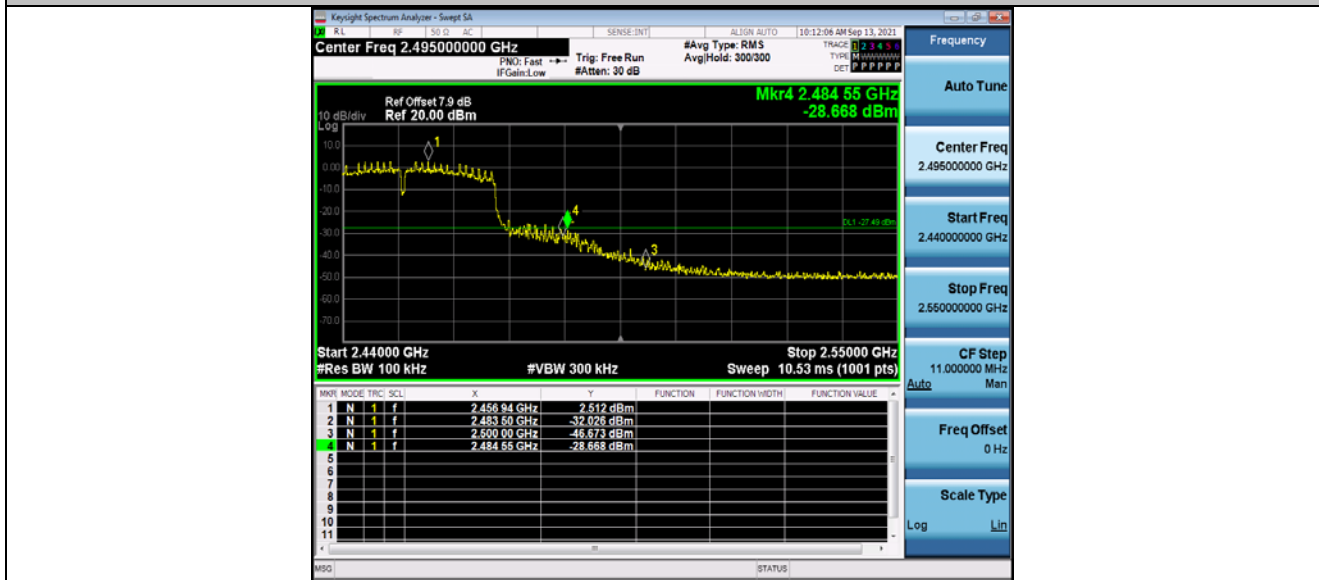 Keysight Spectrum Analyzer - Swept SA
RL RF 50 Ω AC SENSE:INT ALIGN AUTO 10:12:06 AM Sep 13, 2021
Center Freq 2.495000000 GHz
#Avg Type: RMS
TRACE 1 2 3 4 5 6
PNO: Fast Trig: Free Run Avg|Hold: 300/300
TYPE M WWWWW
IFGain:Low #Atten: 30 dB
DET P P P P P P
Frequency
Auto Tune
Mkr4 2.484 55 GHz
-28.668 dBm
Ref Offset 7.9 dB
10 dB/div Ref 20.00 dBm
Log
10.0
0.00
-10.0
-20.0
-30.0
-40.0
-50.0
-60.0
-70.0
1
4
3
DL1 -27.49 dBm
Start 2.44000 GHz Stop 2.55000 GHz
#Res BW 100 kHz #VBW 300 kHz Sweep 10.53 ms (1001 pts)
Center Freq
2.495000000 GHz
Start Freq
2.440000000 GHz
Stop Freq
2.550000000 GHz
CF Step
11.000000 MHz
Auto Man
Freq Offset
0 Hz
Scale Type
Log Lin
MKR MODE TRC SCL X Y FUNCTION FUNCTION WIDTH FUNCTION VALUE
1 N 1 f 2.456 94 GHz 2.512 dBm
2 N 1 f 2.483 50 GHz -32.026 dBm
3 N 1 f 2.500 00 GHz -46.673 dBm
4 N 1 f 2.484 55 GHz -28.668 dBm
5
6
7
8
9
10
11
MSG STATUS